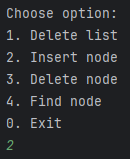 Choose option:
1. Delete list
2. Insert node
3. Delete node
4. Find node
0. Exit
2